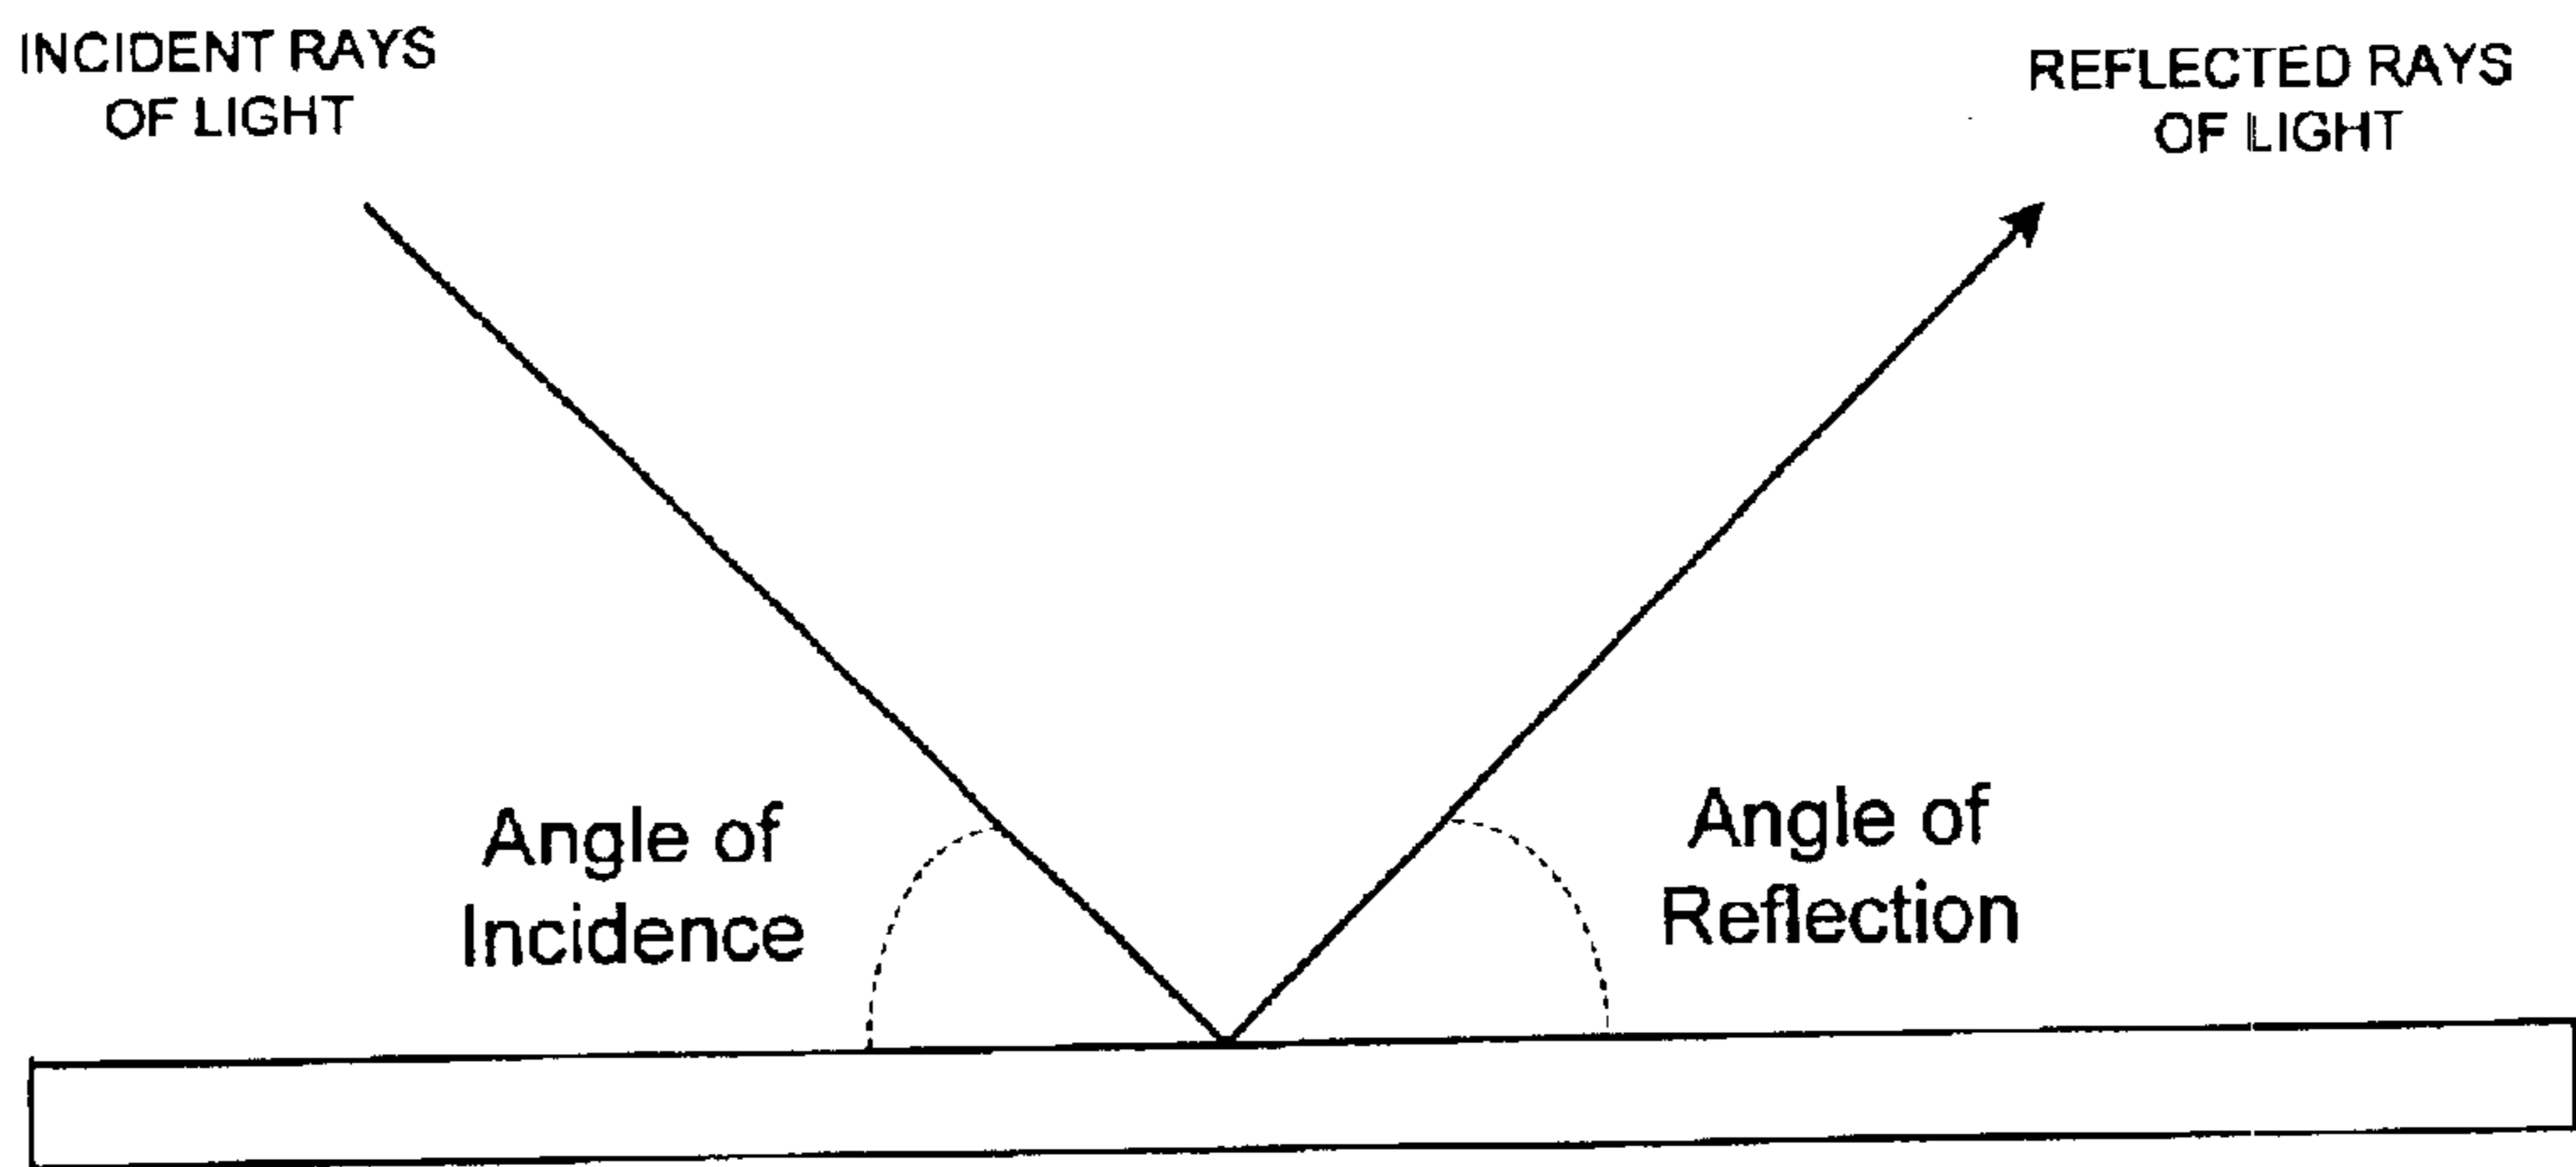 INCIDENT RAYS
OF LIGHT
REFLECTED RAYS
OF LIGHT
Angle of
Incidence
Angle of
Reflection